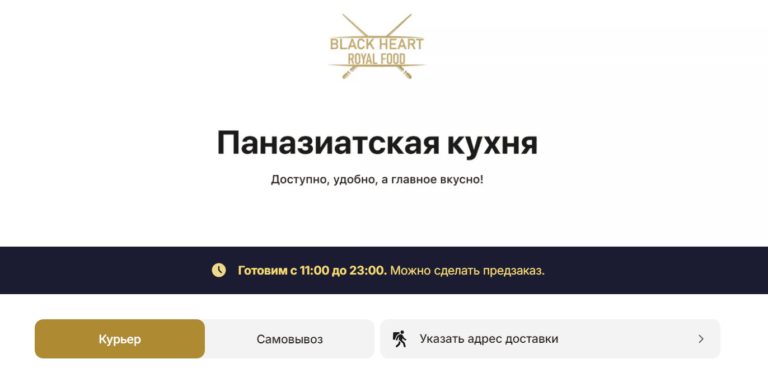 BLACK HEART
ROYAL FOOD
Паназиатская кухня
Доступно, удобно, а главное вкусно!
Готовим с 11:00 до 23:00. Можно сделать предзаказ.
Курьер
Самовывоз
Указать адрес доставки